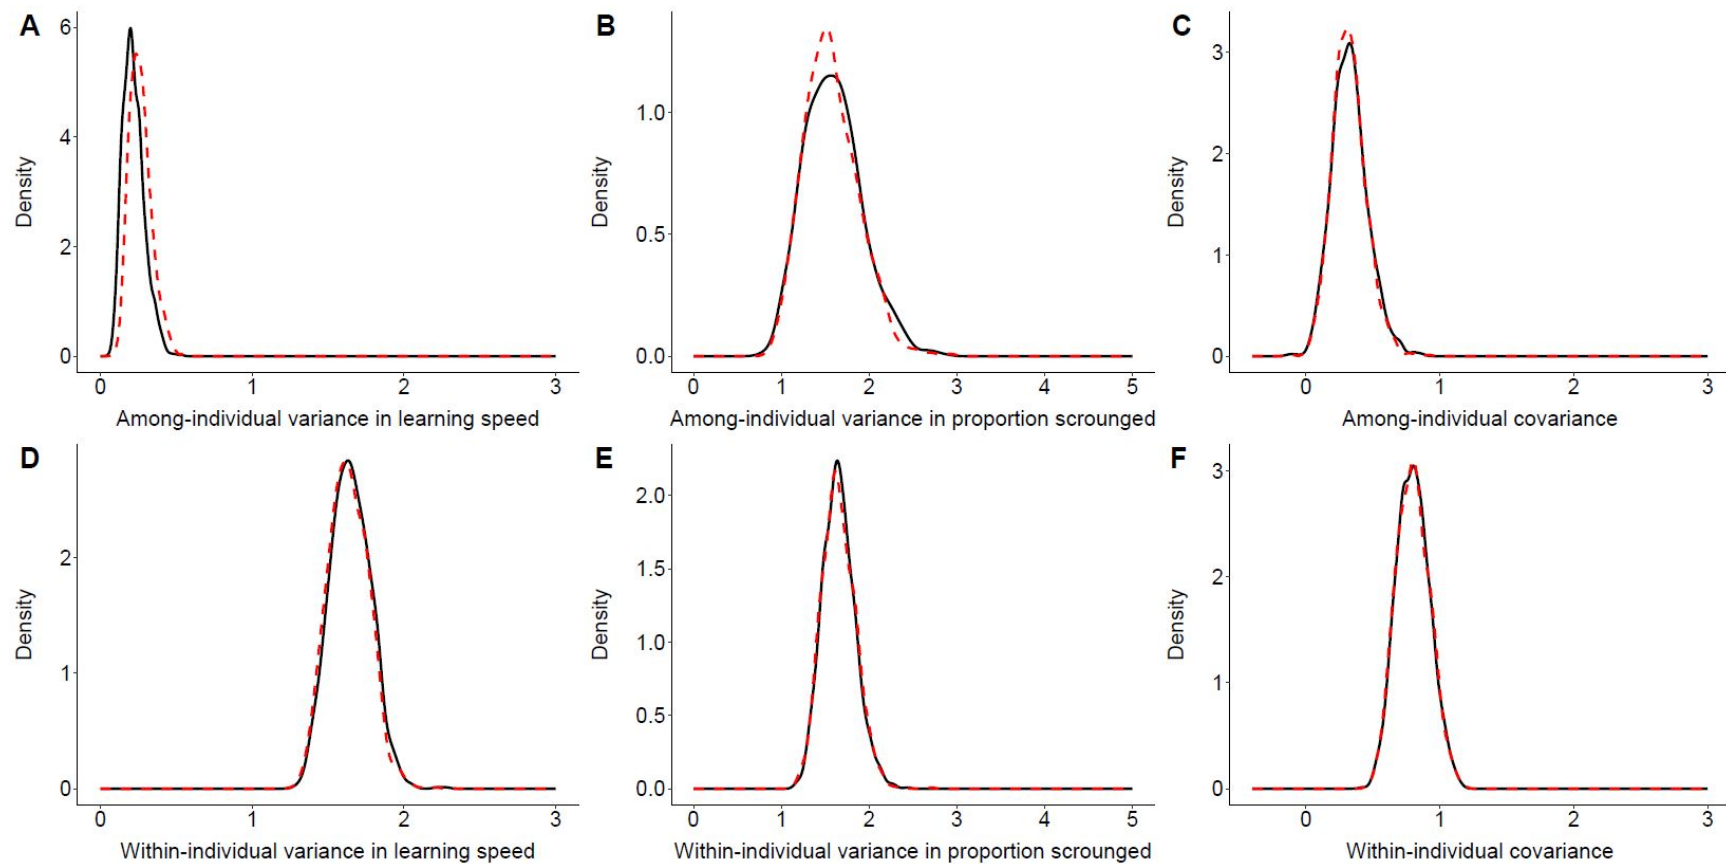 A
6
4
2
0
Density
0 1 2 3
Among-individual variance in learning speed
B
1.0
0.5
0.0
Density
0 1 2 3 4 5
Among-individual variance in proportion scrounged
C
3
2
1
0
Density
0 1 2 3
Among-individual covariance
D
2
1
0
Density
0 1 2 3
Within-individual variance in learning speed
E
2.0
1.5
1.0
0.5
0.0
Density
0 1 2 3 4 5
Within-individual variance in proportion scrounged
F
3
2
1
0
Density
0 1 2 3
Within-individual covariance